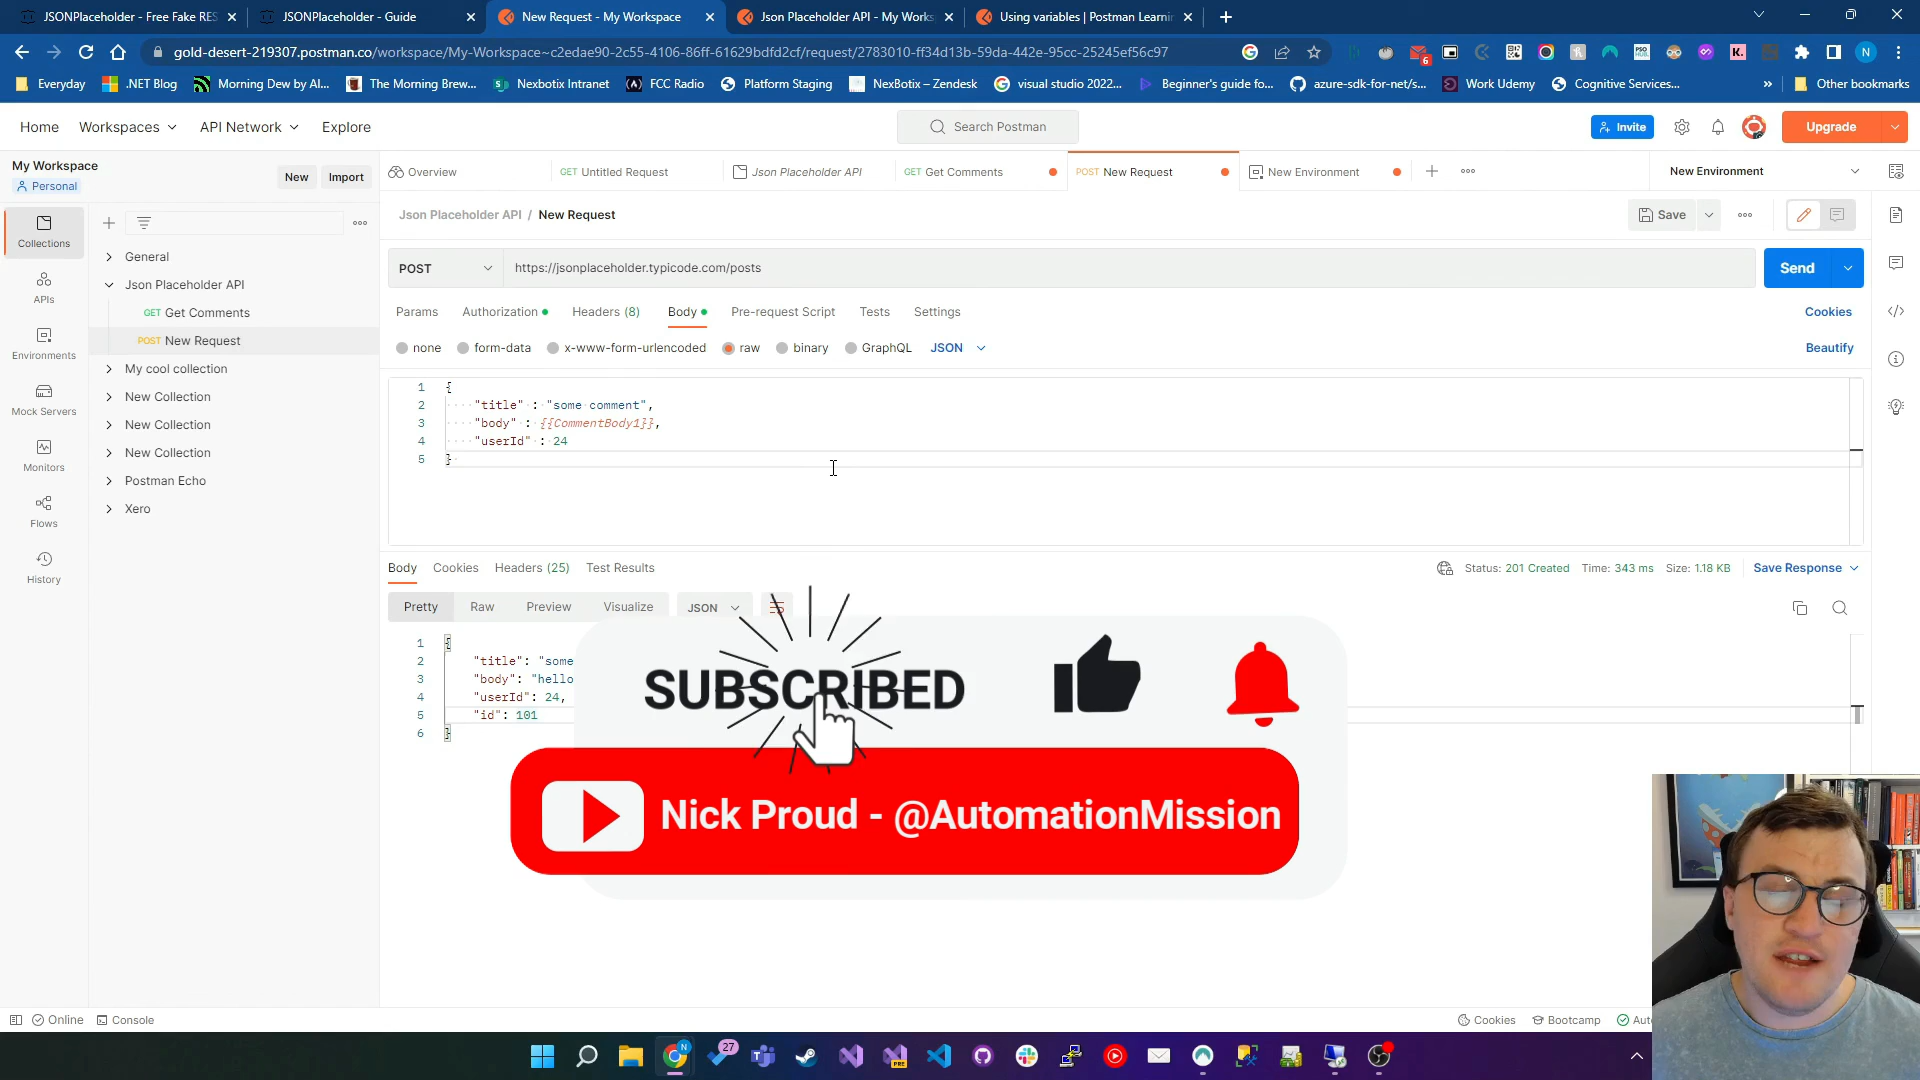 JSONPlaceholder - Free Fake RES
JSONPlaceholder - Guide
New Request - My Workspace
Json Placeholder API - My Works
Using variables | Postman Learnin
gold-desert-219307.postman.co/workspace/My-Workspace~c2edae90-2c55-4106-86ff-61629bdfd2cf/request/2783010-ff34d13b-59da-442e-95cc-25245ef56c97
Everyday
.NET Blog
Morning Dew by Al...
The Morning Brew...
Nexbotix Intranet
FCC Radio
Platform Staging
NexBotix – Zendesk
visual studio 2022...
Beginner's guide fo...
azure-sdk-for-net/s...
Work Udemy
Cognitive Services...
Other bookmarks
Home
Workspaces
API Network
Explore
Search Postman
Invite
Upgrade
My Workspace
Personal
New
Import
Overview
GET Untitled Request
Json Placeholder API
GET Get Comments
POST New Request
New Environment
New Environment
Json Placeholder API / New Request
Save
Collections
APIs
Environments
Mock Servers
Monitors
Flows
History
General
Json Placeholder API
GET Get Comments
POST New Request
My cool collection
New Collection
New Collection
New Collection
Postman Echo
Xero
POST
https://jsonplaceholder.typicode.com/posts
Send
Params
Authorization
Headers (8)
Body
Pre-request Script
Tests
Settings
Cookies
none
form-data
x-www-form-urlencoded
raw
binary
GraphQL
JSON
Beautify
1 {
2 "title" : "some comment",
3 "body" : {{CommentBody1}},
4 "userId" : 24
5 }
Body
Cookies
Headers (25)
Test Results
Status: 201 Created
Time: 343 ms
Size: 1.18 KB
Save Response
Pretty
Raw
Preview
Visualize
JSON
1 {
2 "title": "some
3 "body": "hello
4 "userId": 24,
5 "id": 101
6 }
SUBSCRIBED
Nick Proud - @AutomationMission
Online
Console
Cookies
Bootcamp
Aut
27